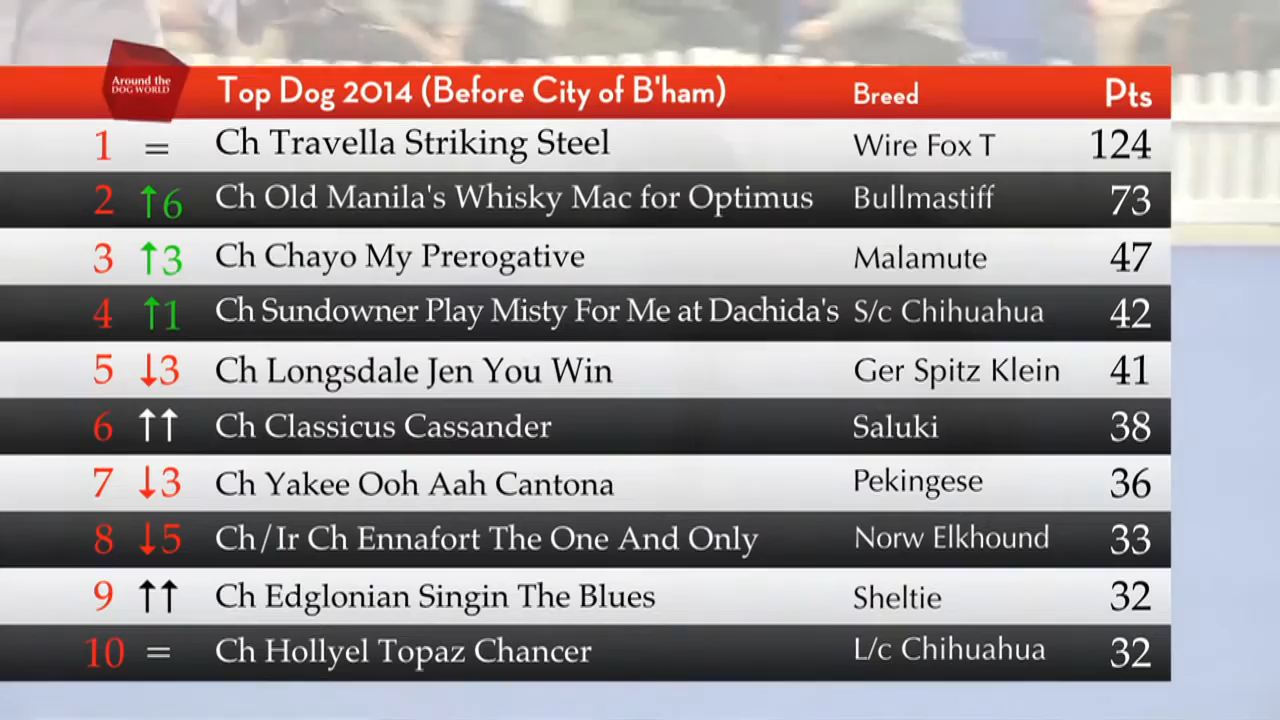 Around the
DOG WORLD
Top Dog 2014 (Before City of B'ham) Breed Pts
1 = Ch Travella Striking Steel Wire Fox T 124
2 ↑6 Ch Old Manila's Whisky Mac for Optimus Bullmastiff 73
3 ↑3 Ch Chayo My Prerogative Malamute 47
4 ↑1 Ch Sundowner Play Misty For Me at Dachida's S/c Chihuahua 42
5 ↓3 Ch Longsdale Jen You Win Ger Spitz Klein 41
6 ↑↑ Ch Classicus Cassander Saluki 38
7 ↓3 Ch Yakee Ooh Aah Cantona Pekingese 36
8 ↓5 Ch/Ir Ch Ennafort The One And Only Norw Elkhound 33
9 ↑↑ Ch Edglonian Singin The Blues Sheltie 32
10 = Ch Hollyel Topaz Chancer L/c Chihuahua 32